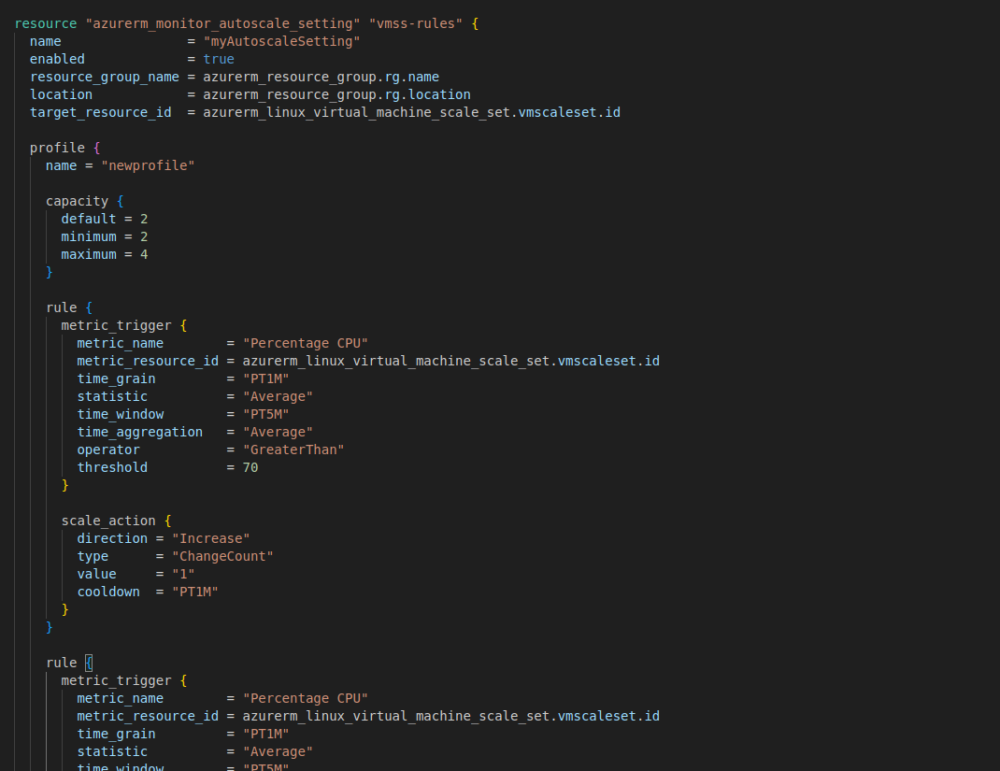 resource "azurerm_monitor_autoscale_setting" "vmss-rules" {
  name                = "myAutoscaleSetting"
  enabled             = true
  resource_group_name = azurerm_resource_group.rg.name
  location            = azurerm_resource_group.rg.location
  target_resource_id  = azurerm_linux_virtual_machine_scale_set.vmscaleset.id

  profile {
    name = "newprofile"

    capacity {
      default = 2
      minimum = 2
      maximum = 4
    }

    rule {
      metric_trigger {
        metric_name        = "Percentage CPU"
        metric_resource_id = azurerm_linux_virtual_machine_scale_set.vmscaleset.id
        time_grain         = "PT1M"
        statistic          = "Average"
        time_window        = "PT5M"
        time_aggregation   = "Average"
        operator           = "GreaterThan"
        threshold          = 70
      }

      scale_action {
        direction = "Increase"
        type      = "ChangeCount"
        value     = "1"
        cooldown  = "PT1M"
      }
    }

    rule {
      metric_trigger {
        metric_name        = "Percentage CPU"
        metric_resource_id = azurerm_linux_virtual_machine_scale_set.vmscaleset.id
        time_grain         = "PT1M"
        statistic          = "Average"
        time_window        = "PT5M"